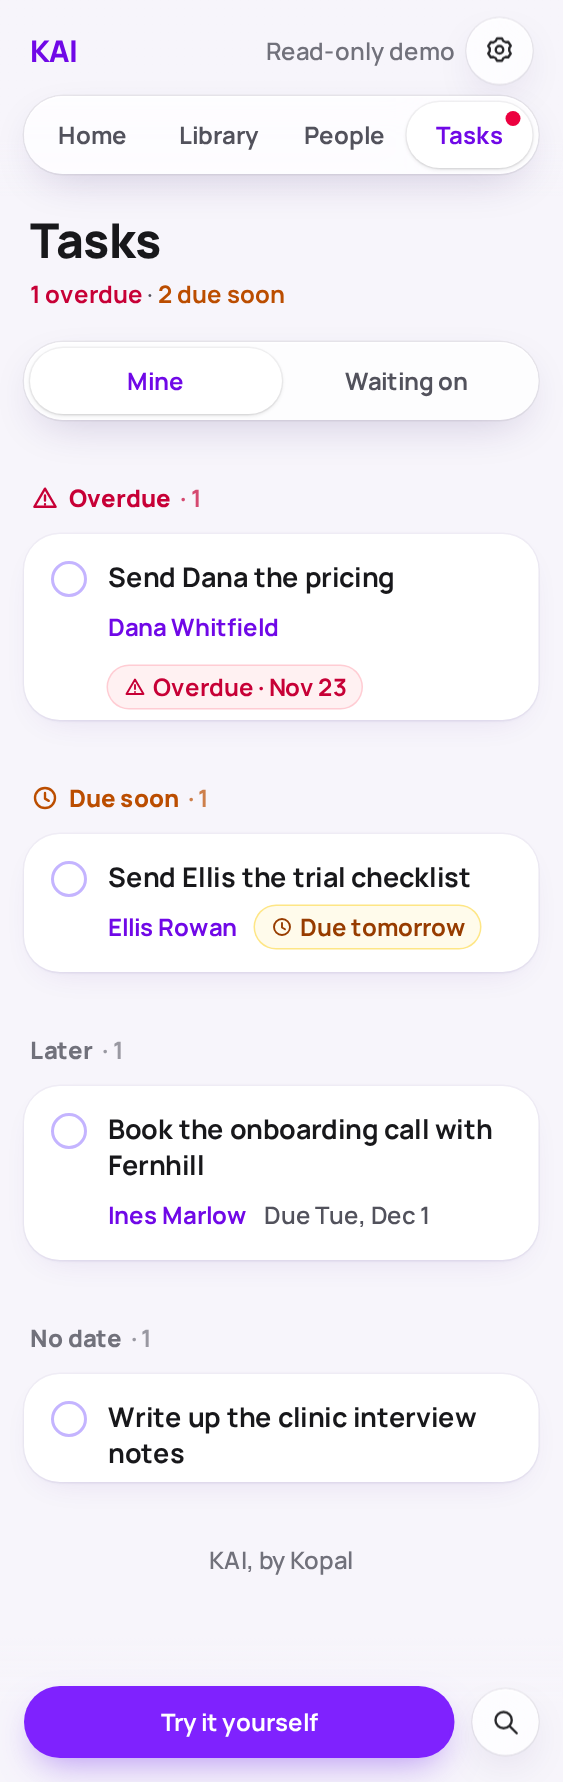 KAI
Read-only demo
Home Library People Tasks
Tasks
1 overdue · 2 due soon
Mine Waiting on
Overdue · 1
Send Dana the pricing
Dana Whitfield
Overdue · Nov 23
Due soon · 1
Send Ellis the trial checklist
Ellis Rowan Due tomorrow
Later · 1
Book the onboarding call with
Fernhill
Ines Marlow Due Tue, Dec 1
No date · 1
Write up the clinic interview
notes
KAI, by Kopal
Try it yourself